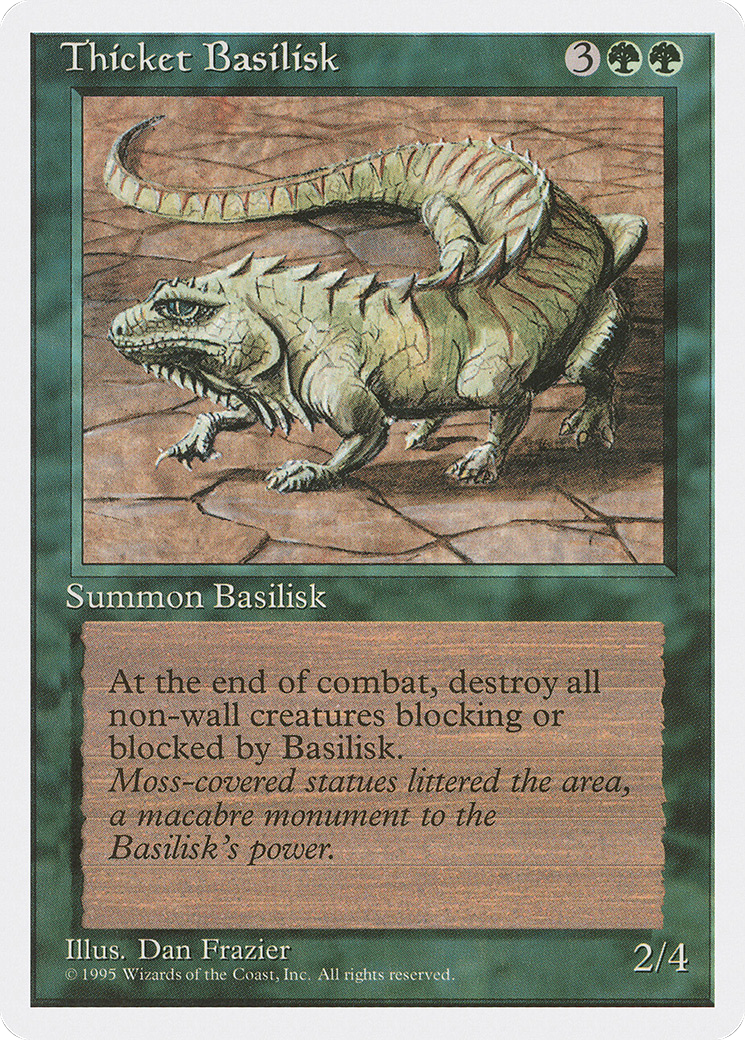 Thicket Basilisk 3
Summon Basilisk
At the end of combat, destroy all
non-wall creatures blocking or
blocked by Basilisk.
Moss-covered statues littered the area,
a macabre monument to the
Basilisk's power.
Illus. Dan Frazier
2/4
© 1995 Wizards of the Coast, Inc. All rights reserved.